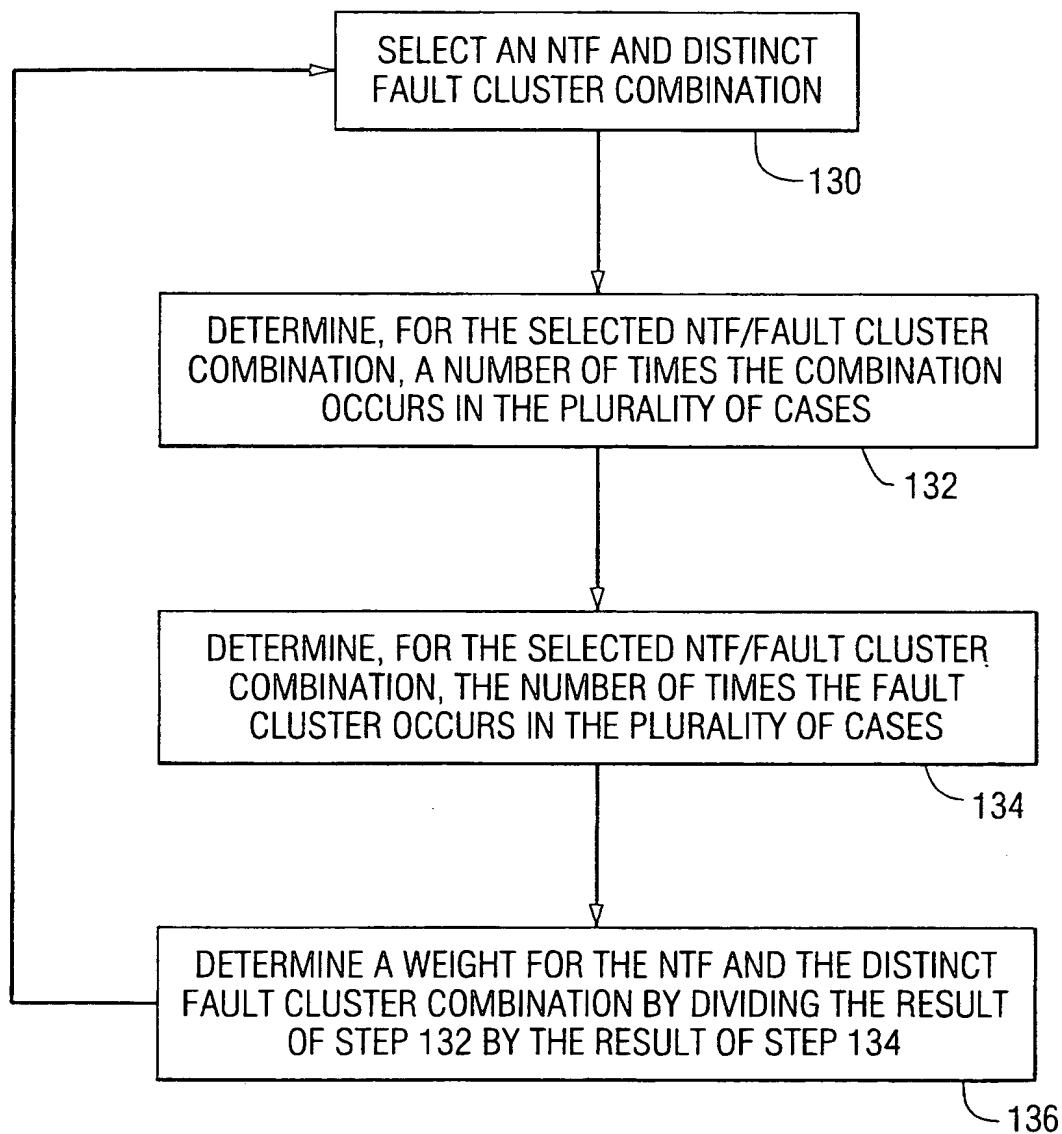 SELECT AN NTF AND DISTINCT
FAULT CLUSTER COMBINATION
130
DETERMINE, FOR THE SELECTED NTF/FAULT CLUSTER
COMBINATION, A NUMBER OF TIMES THE COMBINATION
OCCURS IN THE PLURALITY OF CASES
132
DETERMINE, FOR THE SELECTED NTF/FAULT CLUSTER
COMBINATION, THE NUMBER OF TIMES THE FAULT
CLUSTER OCCURS IN THE PLURALITY OF CASES
134
DETERMINE A WEIGHT FOR THE NTF AND THE DISTINCT
FAULT CLUSTER COMBINATION BY DIVIDING THE RESULT
OF STEP 132 BY THE RESULT OF STEP 134
136